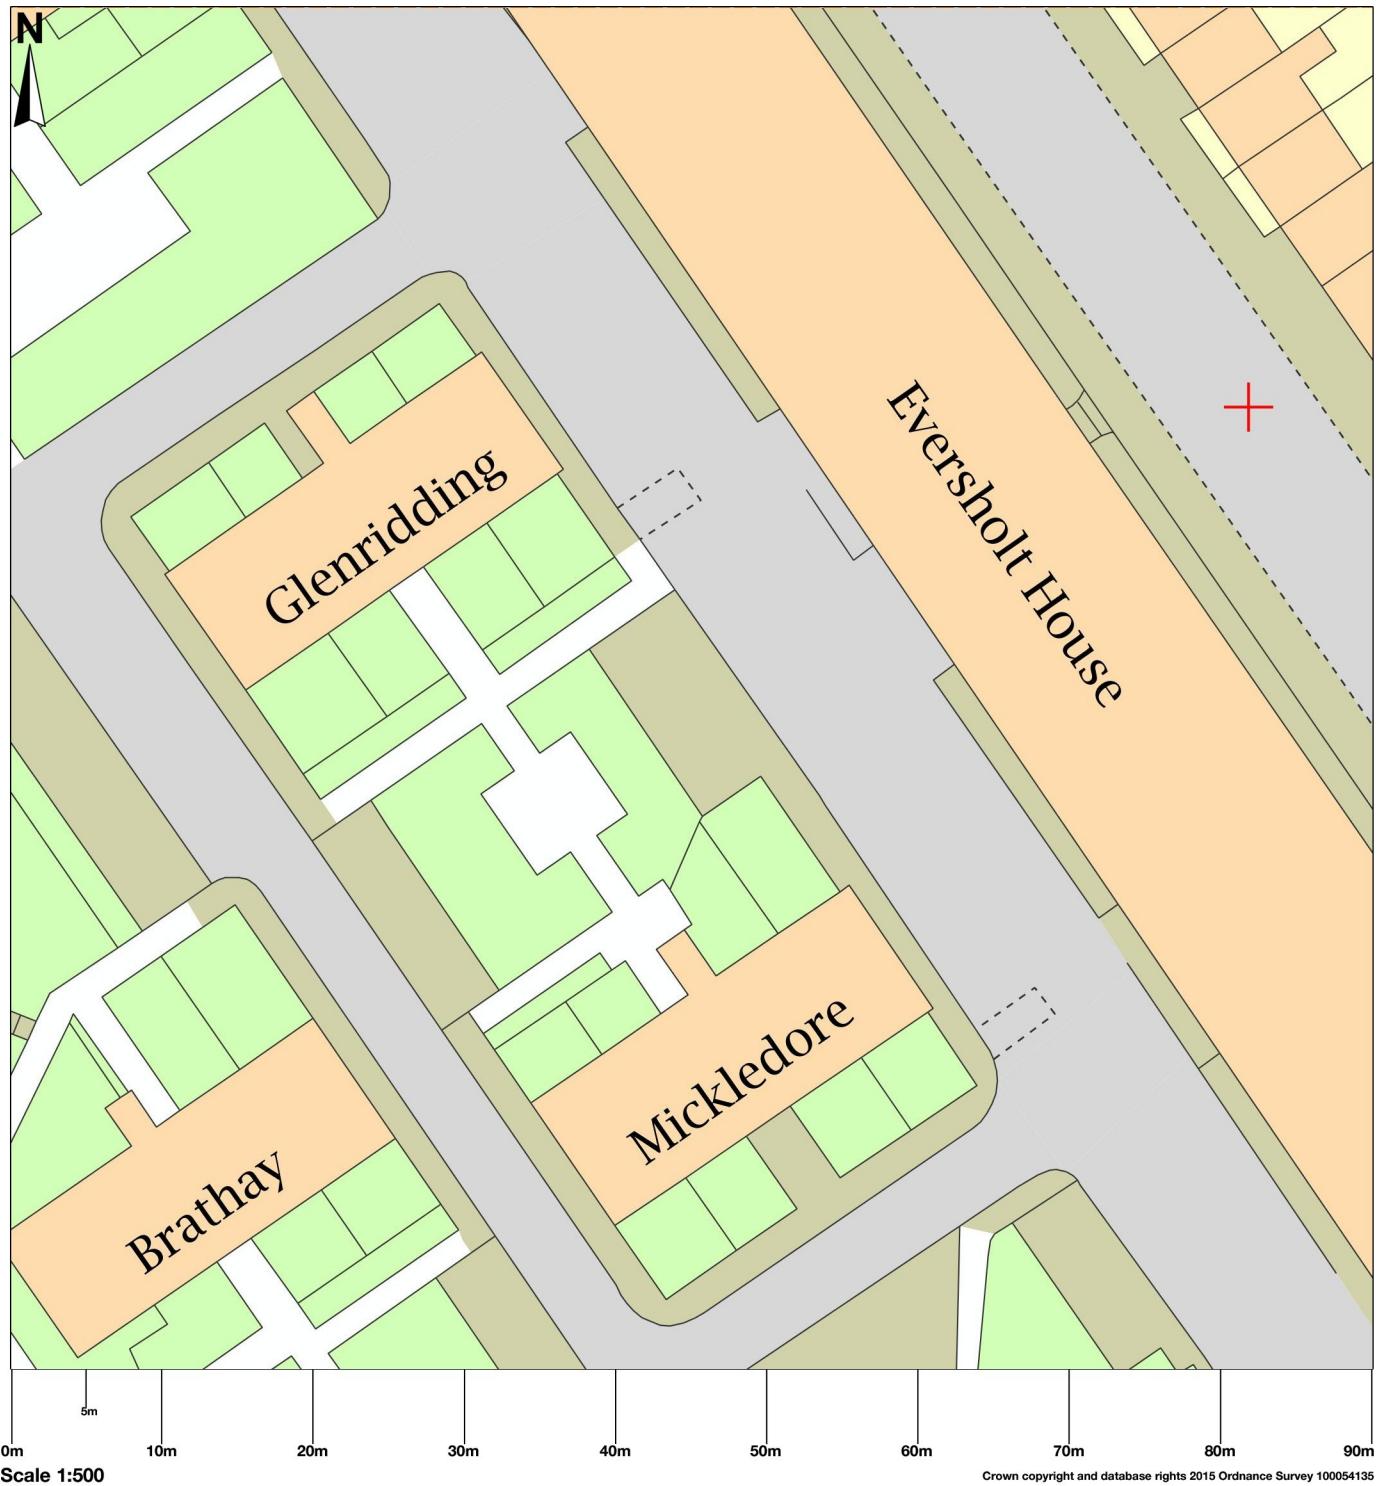 N
Eversholt House
Glenridding
Mickledore
Brathay
5m
0m 10m 20m 30m 40m 50m 60m 70m 80m 90m
Scale 1:500
Crown copyright and database rights 2015 Ordnance Survey 100054135